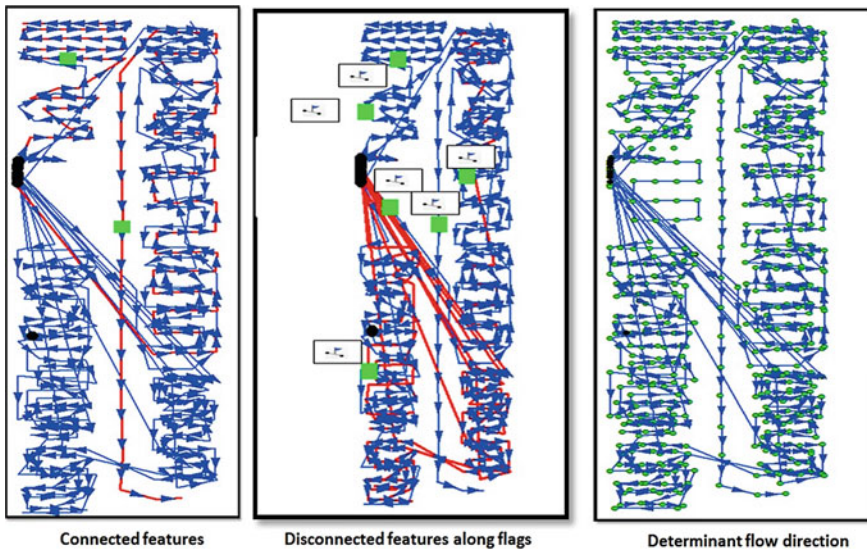 Connected features
Disconnected features along flags
Determinant flow direction